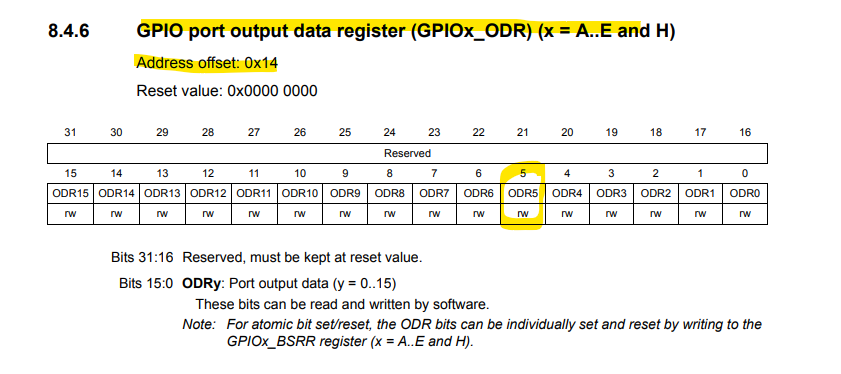 8.4.6 GPIO port output data register (GPIOx_ODR) (x = A..E and H)
Address offset: 0x14
Reset value: 0x0000 0000
31 30 29 28 27 26 25 24 23 22 21 20 19 18 17 16
Reserved
15 14 13 12 11 10 9 8 7 6 5 4 3 2 1 0
ODR15 ODR14 ODR13 ODR12 ODR11 ODR10 ODR9 ODR8 ODR7 ODR6 ODR5 ODR4 ODR3 ODR2 ODR1 ODR0
rw rw rw rw rw rw rw rw rw rw rw rw rw rw rw rw
Bits 31:16 Reserved, must be kept at reset value.
Bits 15:0 ODRy: Port output data (y = 0..15)
These bits can be read and written by software.
Note: For atomic bit set/reset, the ODR bits can be individually set and reset by writing to the
GPIOx_BSRR register (x = A..E and H).